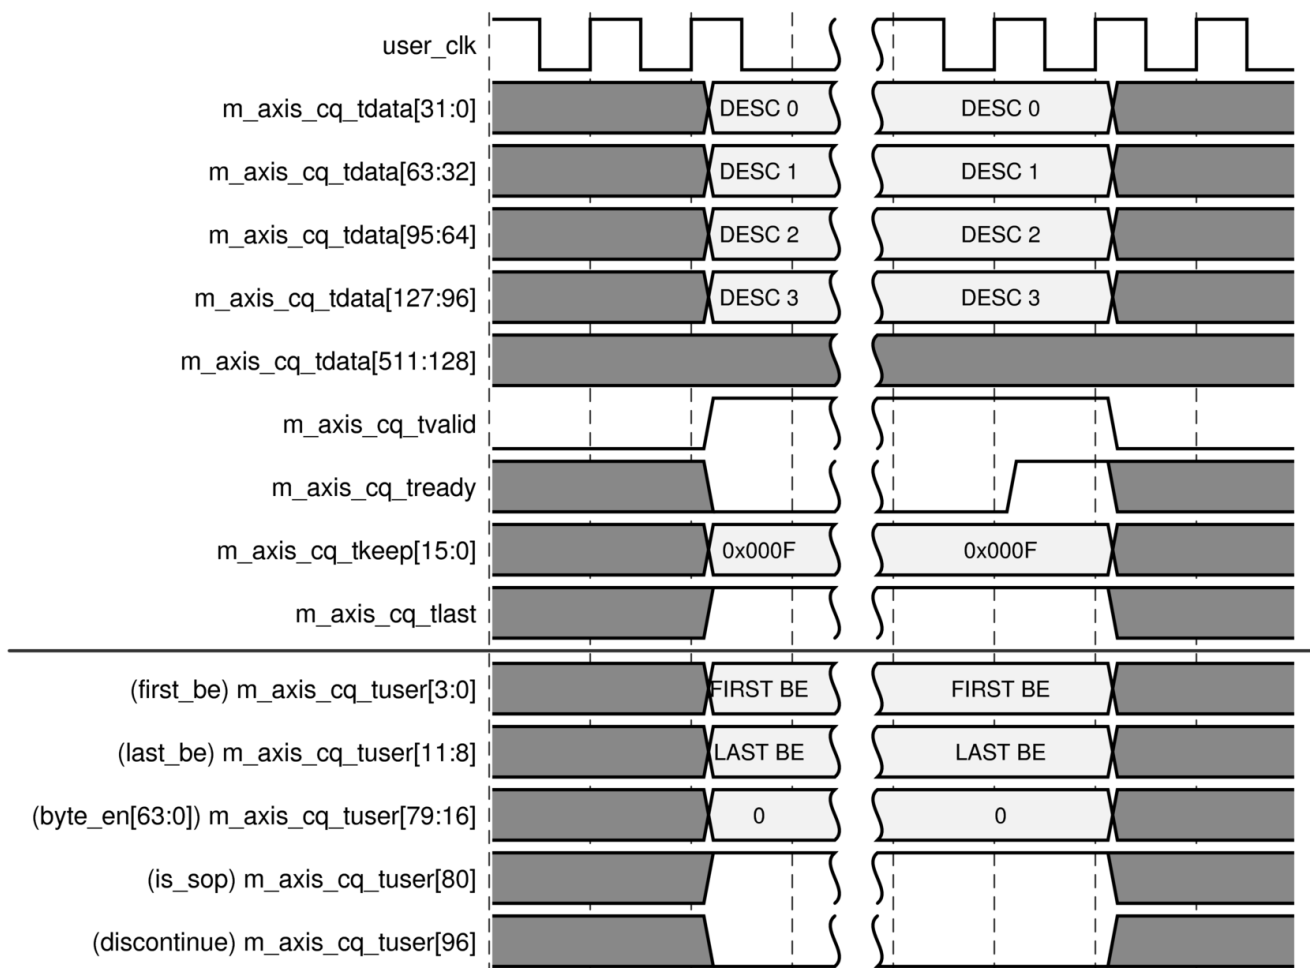 user_clk
m_axis_cq_tdata[31:0] DESC 0 DESC 0
m_axis_cq_tdata[63:32] DESC 1 DESC 1
m_axis_cq_tdata[95:64] DESC 2 DESC 2
m_axis_cq_tdata[127:96] DESC 3 DESC 3
m_axis_cq_tdata[511:128]
m_axis_cq_tvalid
m_axis_cq_tready
m_axis_cq_tkeep[15:0] 0x000F 0x000F
m_axis_cq_tlast
(first_be) m_axis_cq_tuser[3:0] FIRST BE FIRST BE
(last_be) m_axis_cq_tuser[11:8] LAST BE LAST BE
(byte_en[63:0]) m_axis_cq_tuser[79:16] 0 0
(is_sop) m_axis_cq_tuser[80]
(discontinue) m_axis_cq_tuser[96]